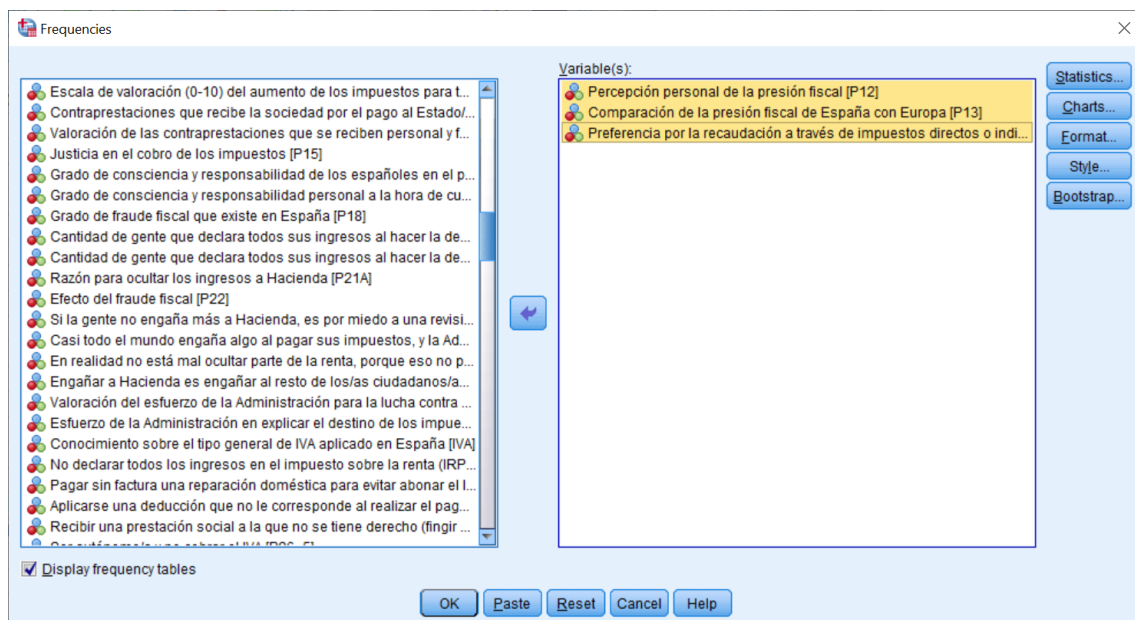 Frequencies
Escala de valoración (0-10) del aumento de los impuestos para t...
Contraprestaciones que recibe la sociedad por el pago al Estado/...
Valoración de las contraprestaciones que se reciben personal y f...
Justicia en el cobro de los impuestos [P15]
Grado de consciencia y responsabilidad de los españoles en el p...
Grado de consciencia y responsabilidad personal a la hora de cu...
Grado de fraude fiscal que existe en España [P18]
Cantidad de gente que declara todos sus ingresos al hacer la de...
Cantidad de gente que declara todos sus ingresos al hacer la de...
Razón para ocultar los ingresos a Hacienda [P21A]
Efecto del fraude fiscal [P22]
Si la gente no engaña más a Hacienda, es por miedo a una revisi...
Casi todo el mundo engaña algo al pagar sus impuestos, y la Ad...
En realidad no está mal ocultar parte de la renta, porque eso no p...
Engañar a Hacienda es engañar al resto de los/as ciudadanos/a...
Valoración del esfuerzo de la Administración para la lucha contra ...
Esfuerzo de la Administración en explicar el destino de los impue...
Conocimiento sobre el tipo general de IVA aplicado en España [IVA]
No declarar todos los ingresos en el impuesto sobre la renta (IRP...
Pagar sin factura una reparación doméstica para evitar abonar el I...
Aplicarse una deducción que no le corresponde al realizar el pag...
Recibir una prestación social a la que no se tiene derecho (fingir ...
Variable(s):
Percepción personal de la presión fiscal [P12]
Comparación de la presión fiscal de España con Europa [P13]
Preferencia por la recaudación a través de impuestos directos o indi...
Statistics...
Charts...
Format...
Style...
Bootstrap...
Display frequency tables
OK
Paste
Reset
Cancel
Help